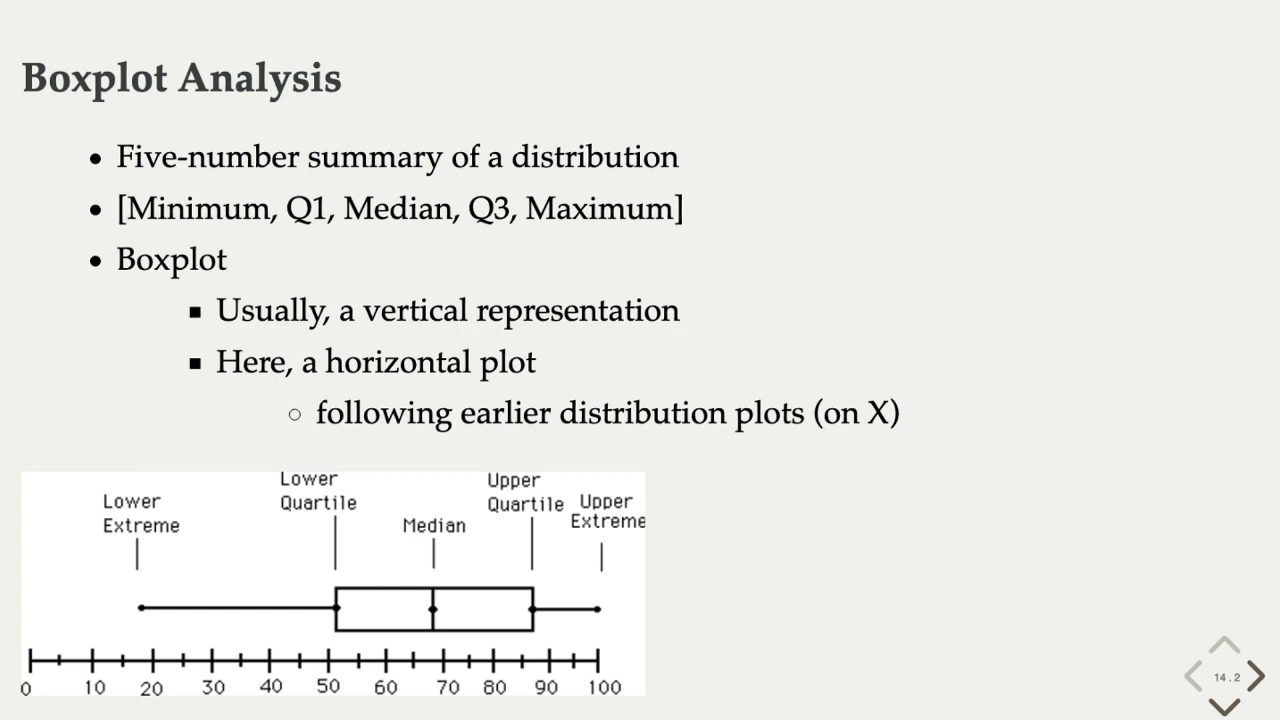 Boxplot Analysis
Five-number summary of a distribution
[Minimum, Q1, Median, Q3, Maximum]
Boxplot
Usually, a vertical representation
Here, a horizontal plot
following earlier distribution plots (on X)
Lower
Extreme
Lower
Quartile
Median
Upper
Quartile
Upper
Extreme
0 10 20 30 40 50 60 70 80 90 100
14.2